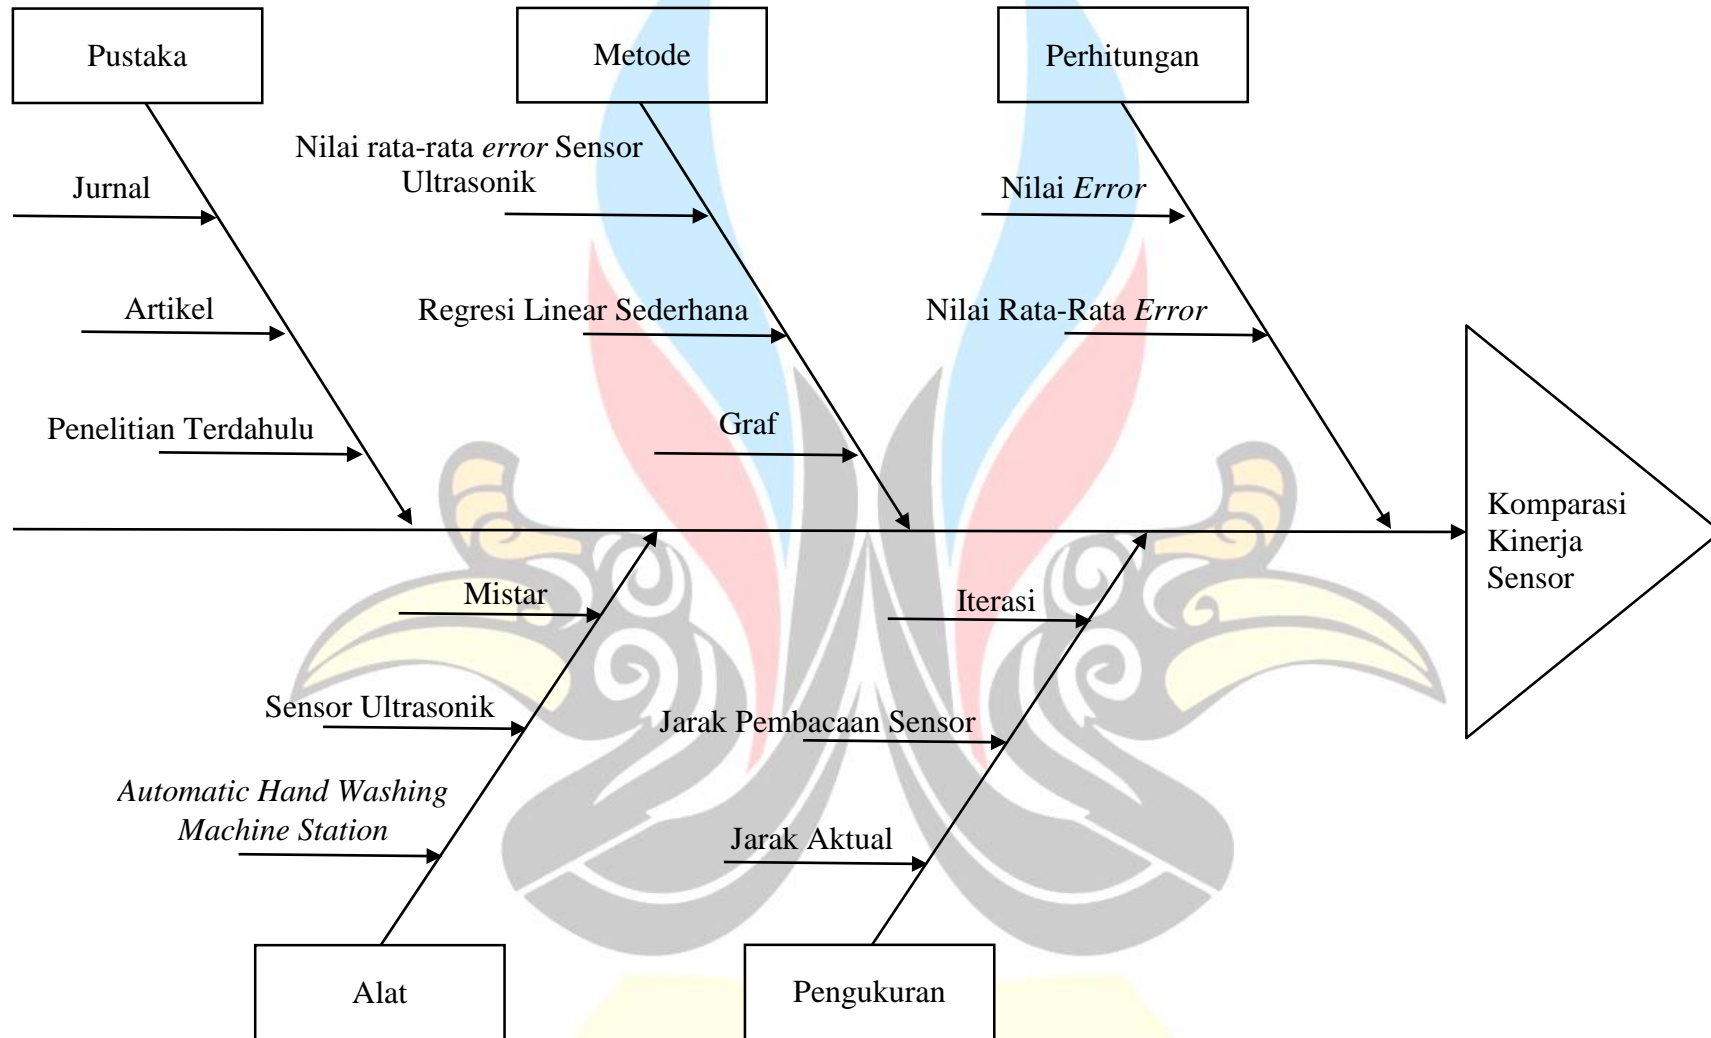 Pustaka
Metode
Perhitungan
Nilai rata-rata error Sensor
Ultrasonik
Jurnal
Nilai Error
Artikel
Regresi Linear Sederhana
Nilai Rata-Rata Error
Penelitian Terdahulu
Graf
Komparasi
Kinerja
Sensor
Mistar
Iterasi
Sensor Ultrasonik
Jarak Pembacaan Sensor
Automatic Hand Washing
Machine Station
Jarak Aktual
Alat
Pengukuran